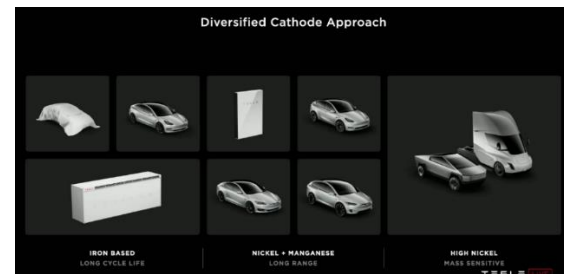 Diversified Cathode Approach
IRON BASED
LONG CYCLE LIFE
NICKEL + MANGANESE
LONG RANGE
HIGH NICKEL
MASS SENSITIVE